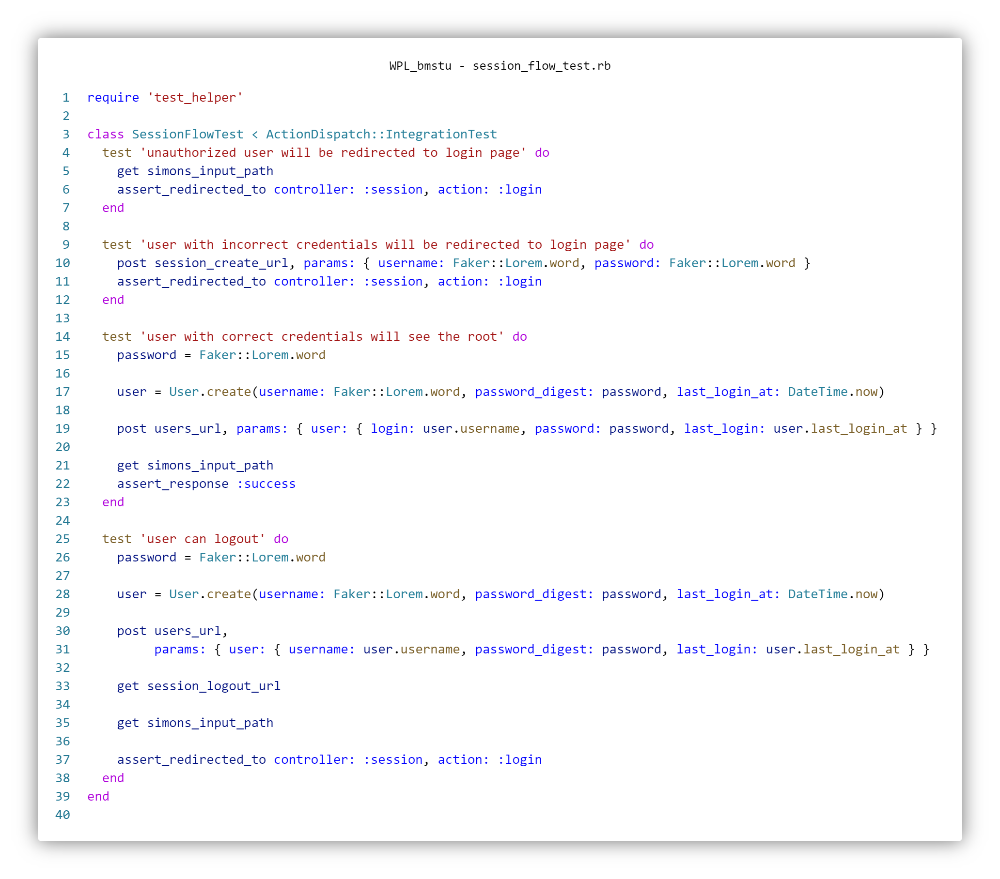 WPL_bmstu - session_flow_test.rb
1 require 'test_helper'
2
3 class SessionFlowTest < ActionDispatch::IntegrationTest
4   test 'unauthorized user will be redirected to login page' do
5     get simons_input_path
6     assert_redirected_to controller: :session, action: :login
7   end
8
9   test 'user with incorrect credentials will be redirected to login page' do
10     post session_create_url, params: { username: Faker::Lorem.word, password: Faker::Lorem.word }
11     assert_redirected_to controller: :session, action: :login
12   end
13
14   test 'user with correct credentials will see the root' do
15     password = Faker::Lorem.word
16
17     user = User.create(username: Faker::Lorem.word, password_digest: password, last_login_at: DateTime.now)
18
19     post users_url, params: { user: { login: user.username, password: password, last_login: user.last_login_at } }
20
21     get simons_input_path
22     assert_response :success
23   end
24
25   test 'user can logout' do
26     password = Faker::Lorem.word
27
28     user = User.create(username: Faker::Lorem.word, password_digest: password, last_login_at: DateTime.now)
29
30     post users_url,
31          params: { user: { username: user.username, password_digest: password, last_login: user.last_login_at } }
32
33     get session_logout_url
34
35     get simons_input_path
36
37     assert_redirected_to controller: :session, action: :login
38   end
39 end
40